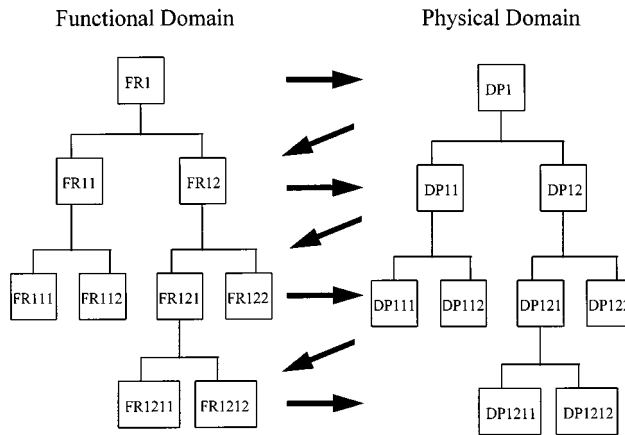 Functional Domain
Physical Domain
FR1
DP1
FR11
FR12
DP11
DP12
FR111
FR112
FR121
FR122
DP111
DP112
DP121
DP122
FR1211
FR1212
DP1211
DP1212